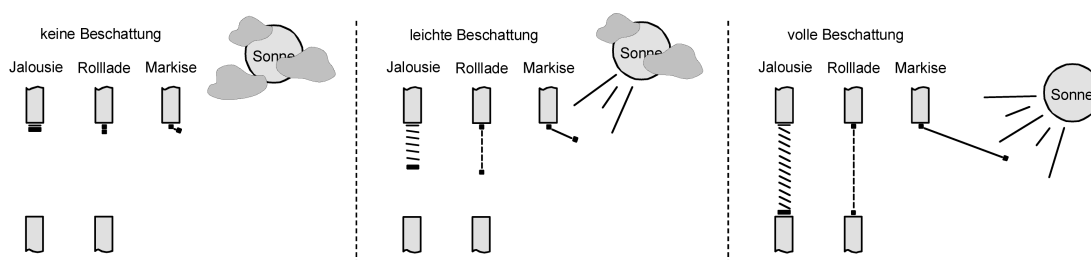 keine Beschattung
Jalousie Rolllade Markise
Sonne
leichte Beschattung
Jalousie Rolllade Markise
Sonne
volle Beschattung
Jalousie Rolllade Markise
Sonne